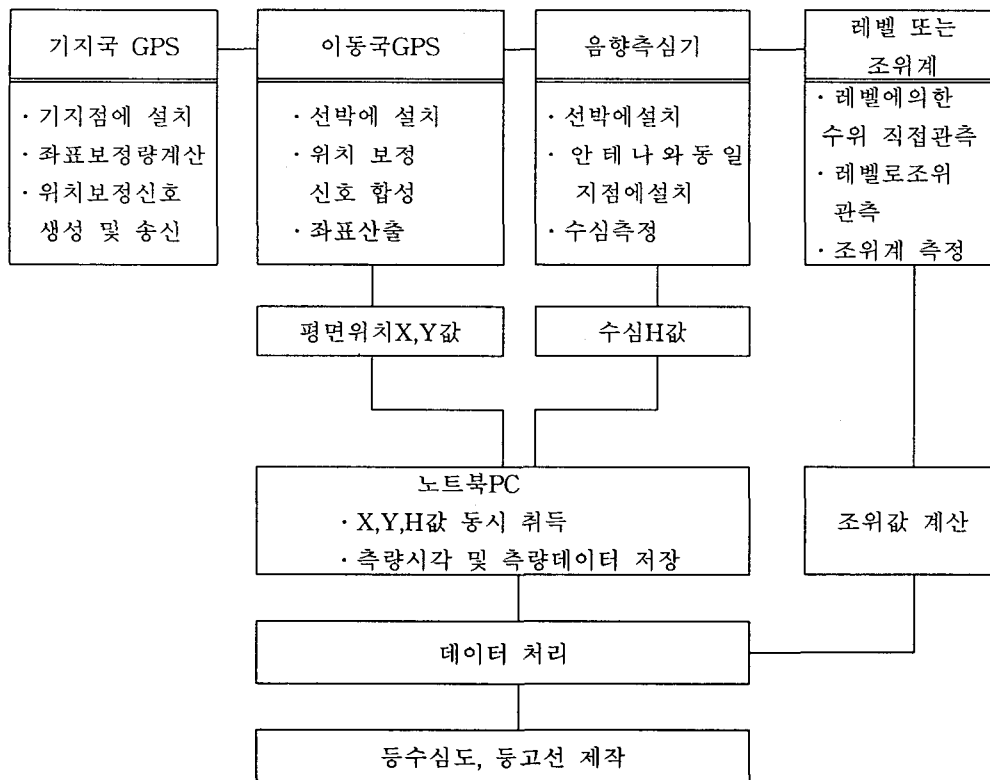 기지국 GPS
· 기지점에 설치
· 좌표보정량계산
· 위치보정신호
생성 및 송신
이동국GPS
· 선박에 설치
· 위치 보정
신호 합성
· 좌표산출
음향측심기
· 선박에설치
· 안테나와동일
지점에설치
· 수심측정
레벨 또는
조위계
· 레벨에의한
수위 직접관측
· 레벨로조위
관측
· 조위계 측정
평면위치X,Y값
수심H값
노트북PC
· X,Y,H값 동시 취득
· 측량시각 및 측량데이터 저장
조위값 계산
데이터 처리
등수심도, 등고선 제작